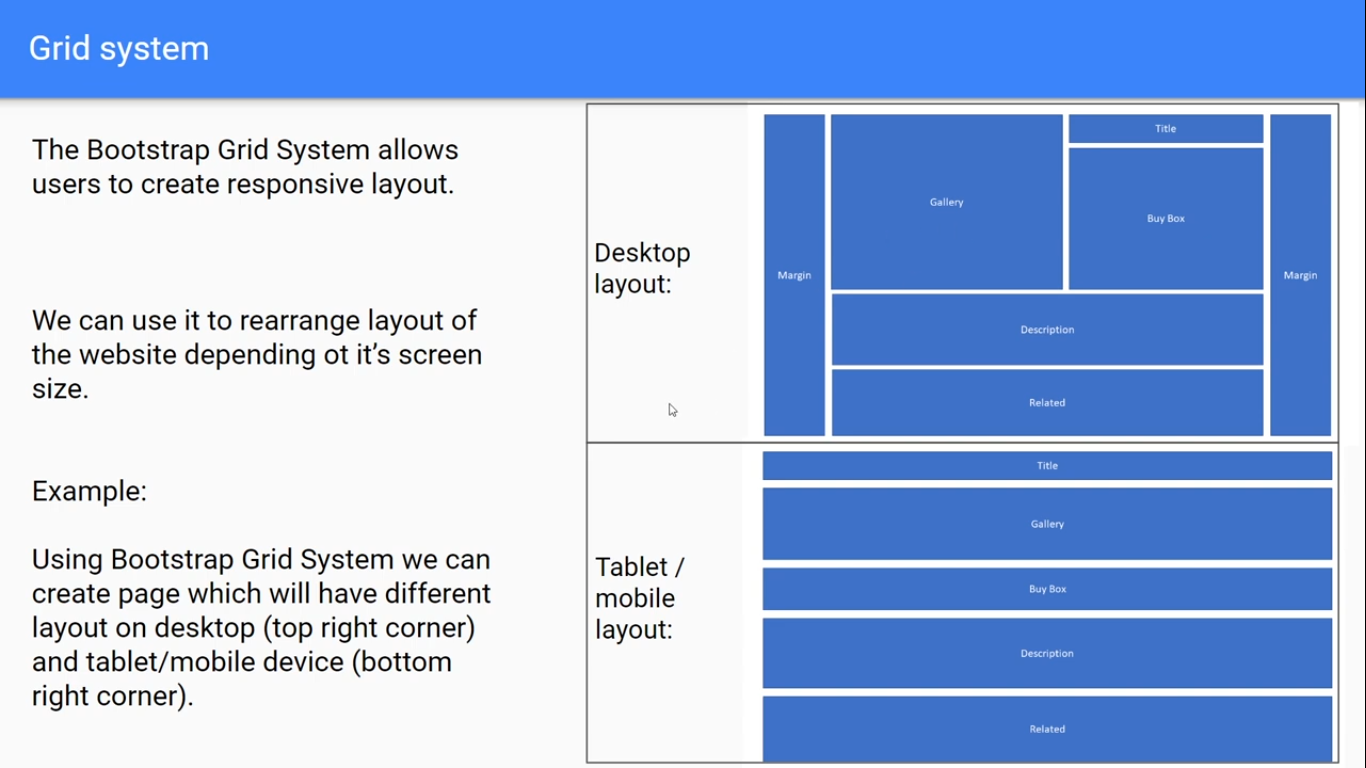 Grid system
The Bootstrap Grid System allows
users to create responsive layout.
We can use it to rearrange layout of
the website depending ot it’s screen
size.
Example:
Using Bootstrap Grid System we can
create page which will have different
layout on desktop (top right corner)
and tablet/mobile device (bottom
right corner).
Desktop
layout:
Margin
Gallery
Title
Buy Box
Margin
Description
Related
Tablet /
mobile
layout:
Title
Gallery
Buy Box
Description
Related